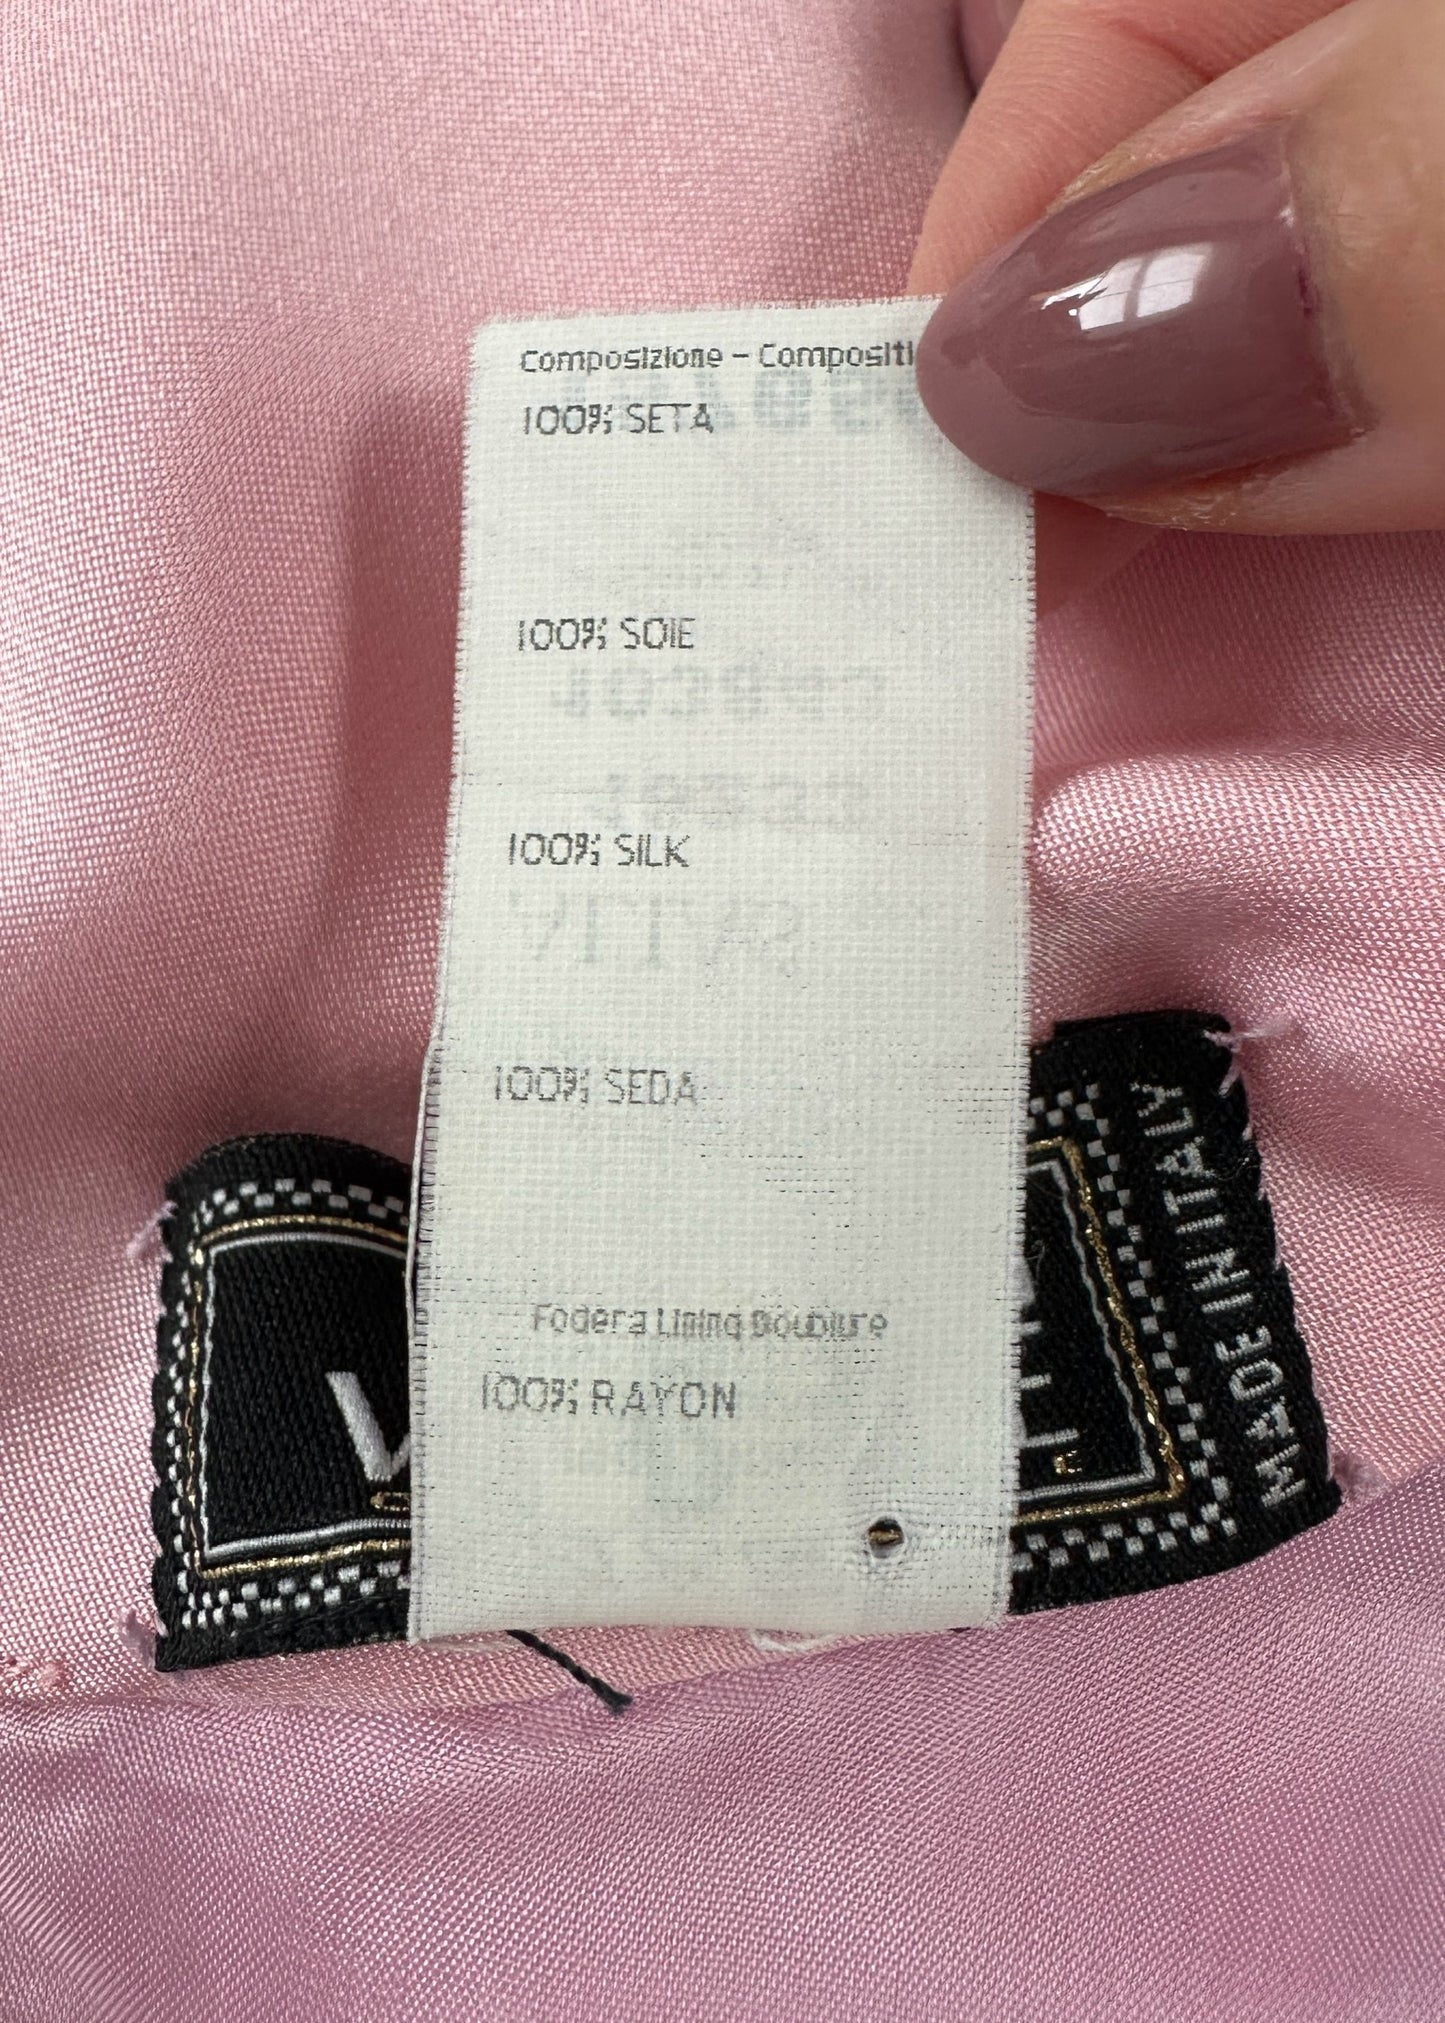 Composizione - Compositi
100% SETA
100% SOIE
100% SILK
100% SEDA
Fodera Lining Doublure
100% RAYON
MADE IN ITALY